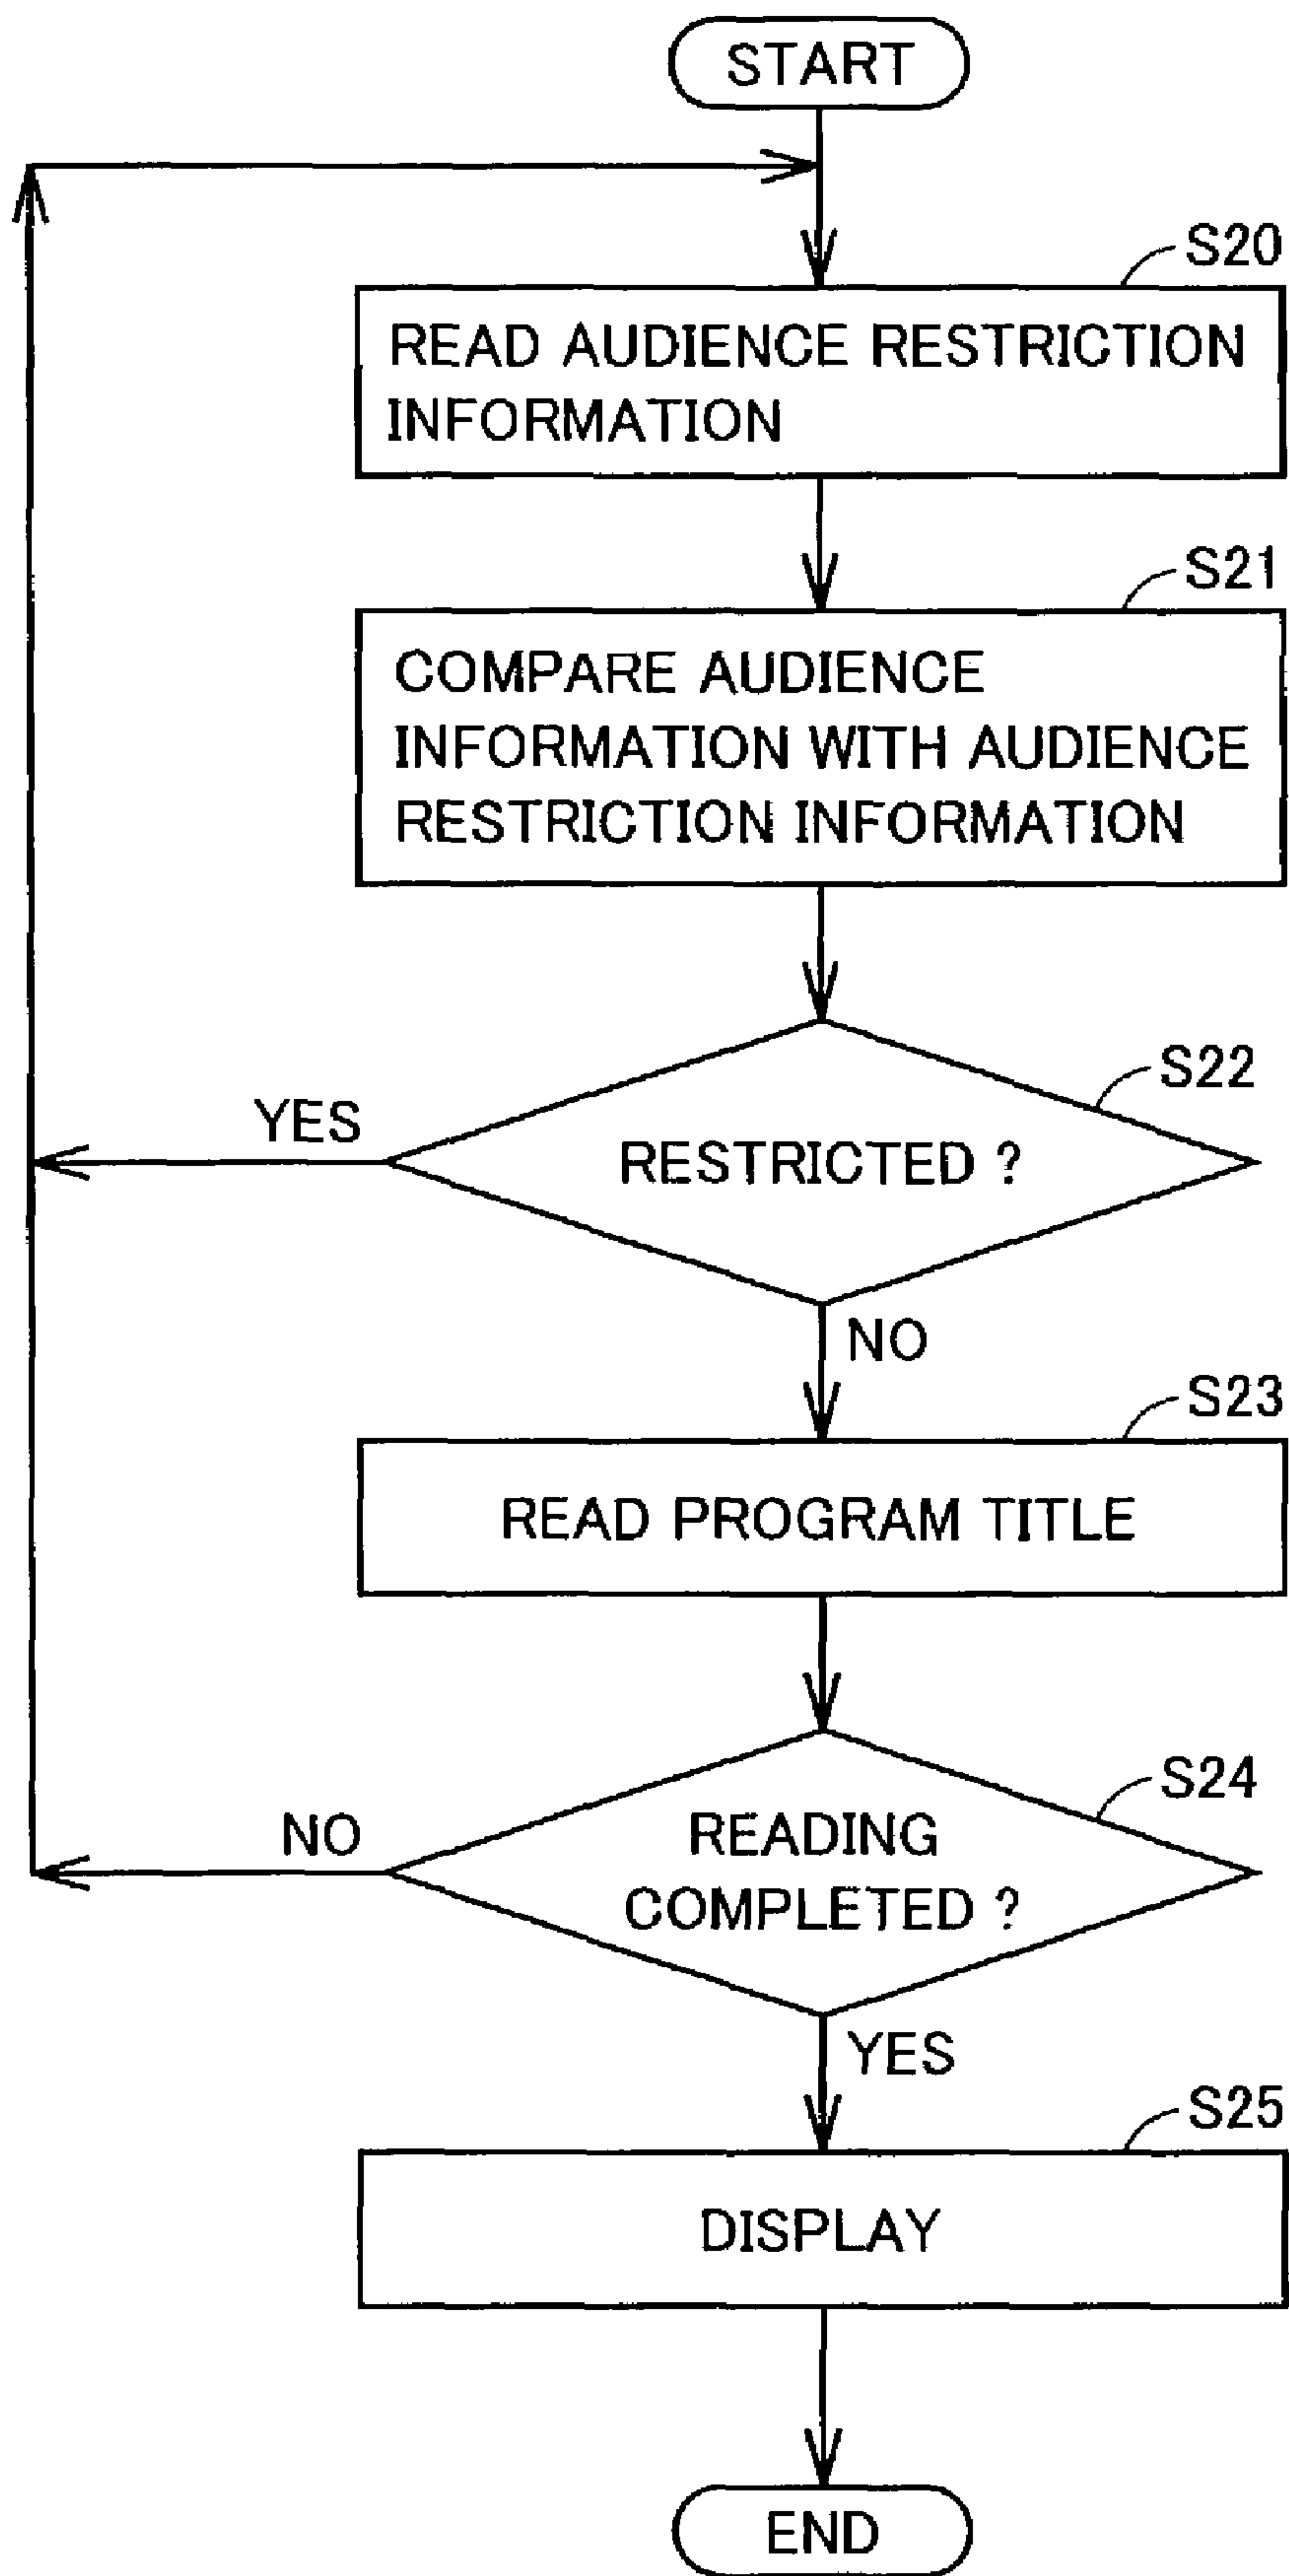 START
S20
READ AUDIENCE RESTRICTION
INFORMATION
S21
COMPARE AUDIENCE
INFORMATION WITH AUDIENCE
RESTRICTION INFORMATION
S22
YES
RESTRICTED ?
NO
S23
READ PROGRAM TITLE
S24
NO
READING
COMPLETED ?
YES
S25
DISPLAY
END